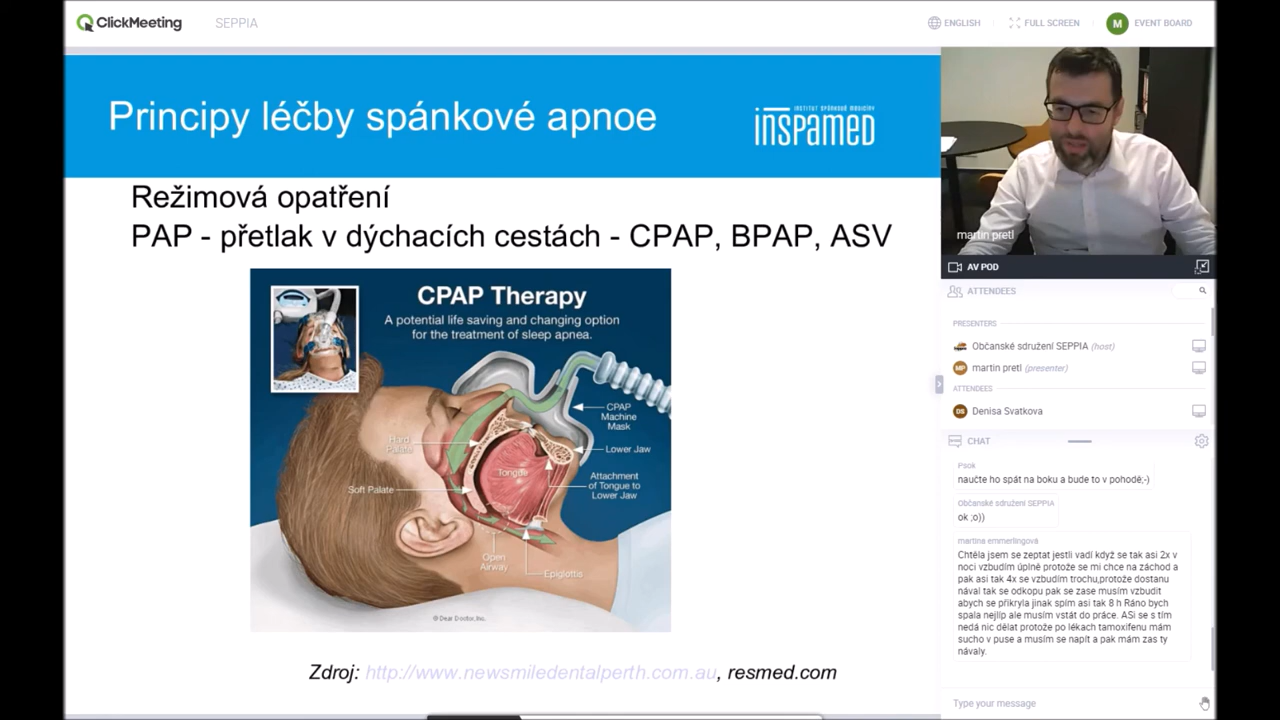 ClickMeeting
SEPPIA
ENGLISH
FULL SCREEN
M
EVENT BOARD
Principy léčby spánkové apnoe
INSTITUT SPÁNKOVÉ MEDICÍNY
inspamed
Režimová opatření
PAP - přetlak v dýchacích cestách - CPAP, BPAP, ASV
CPAP Therapy
A potential life saving and changing option
for the treatment of sleep apnea.
CPAP
Machine
Mask
Hard
Palate
Lower Jaw
Tongue
Attachment
of Tongue to
Lower Jaw
Soft Palate
Open
Airway
Epiglottis
© Dear Doctor, Inc.
Zdroj: http://www.newsmiledentalperth.com.au, resmed.com
martin pretl
AV POD
ATTENDEES
PRESENTERS
Občanské sdružení SEPPIA (host)
MP
martin pretl (presenter)
ATTENDEES
DS
Denisa Svatkova
CHAT
Psok
naučte ho spát na boku a bude to v pohodě;-)
Občanské sdružení SEPPIA
ok ;o))
martina emmerlingová
Chtěla jsem se zeptat jestli vadí když se tak asi 2x v
noci vzbudím úplně protože se mi chce na záchod a
pak asi tak 4x se vzbudím trochu,protože dostanu
nával tak se odkopu pak se zase musím vzbudit
abych se přikryla jinak spím asi tak 8 h Ráno bych
spala nejlíp ale musím vstát do práce. ASi se s tím
nedá nic dělat protože po lékach tamoxifenu mám
sucho v puse a musím se napít a pak mám zas ty
návaly.
Type your message